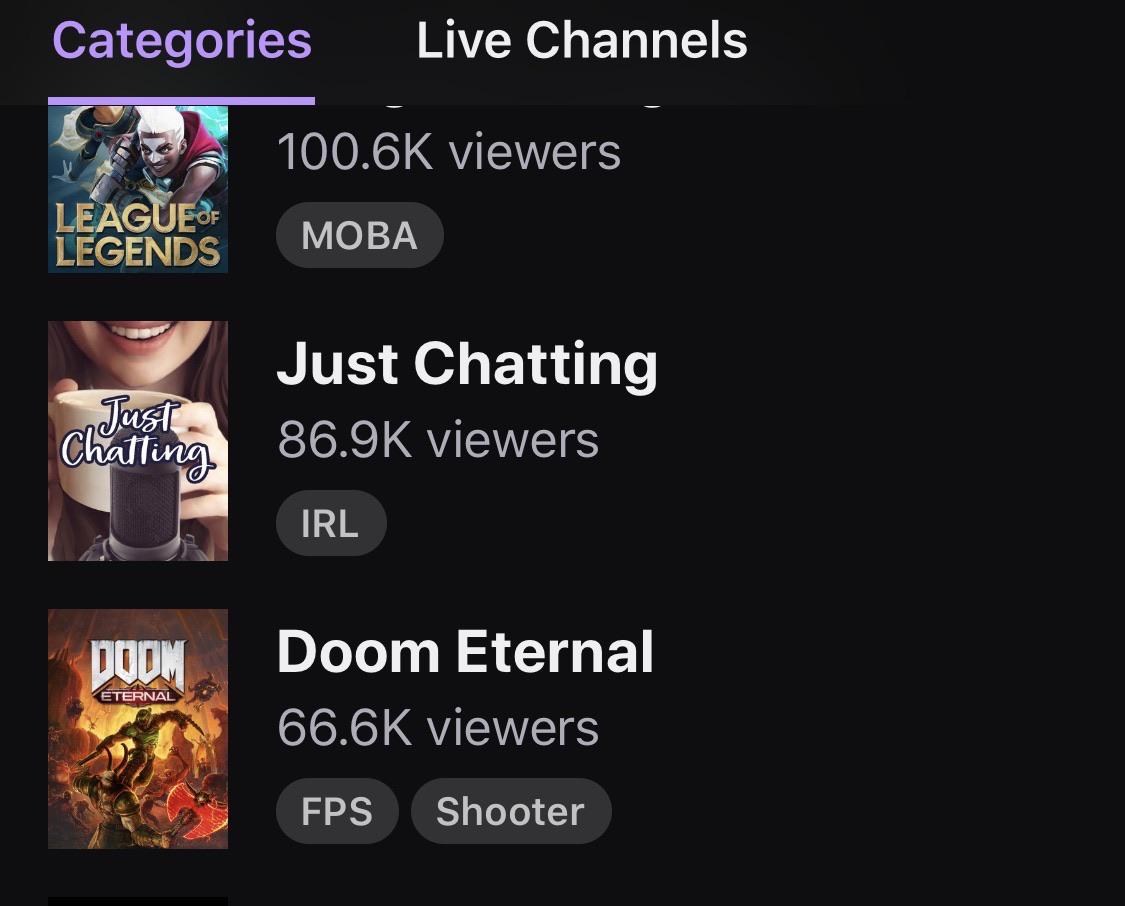 Categories
Live Channels
100.6K viewers
MOBA
LEAGUE OF
LEGENDS
Just Chatting
86.9K viewers
IRL
Just
Chatting
Doom Eternal
66.6K viewers
FPS
Shooter
DOOM
ETERNAL